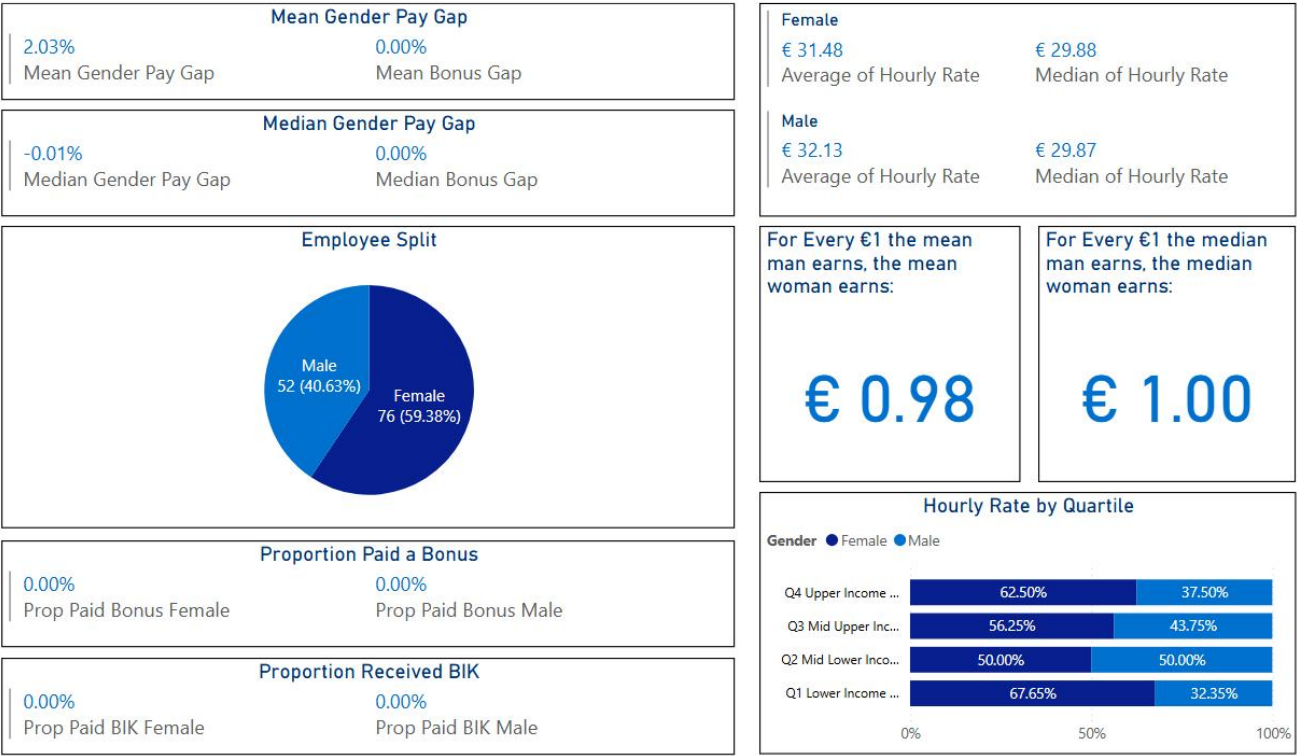 Mean Gender Pay Gap
2.03%
Mean Gender Pay Gap
0.00%
Mean Bonus Gap
Median Gender Pay Gap
-0.01%
Median Gender Pay Gap
0.00%
Median Bonus Gap
Employee Split
Male
52 (40.63%)
Female
76 (59.38%)
Proportion Paid a Bonus
0.00%
Prop Paid Bonus Female
0.00%
Prop Paid Bonus Male
Proportion Received BIK
0.00%
Prop Paid BIK Female
0.00%
Prop Paid BIK Male
Female
€ 31.48
Average of Hourly Rate
€ 29.88
Median of Hourly Rate
Male
€ 32.13
Average of Hourly Rate
€ 29.87
Median of Hourly Rate
For Every €1 the mean
man earns, the mean
woman earns:
€ 0.98
For Every €1 the median
man earns, the median
woman earns:
€ 1.00
Hourly Rate by Quartile
Gender Female Male
Q4 Upper Income ... 62.50% 37.50%
Q3 Mid Upper Inc... 56.25% 43.75%
Q2 Mid Lower Inco... 50.00% 50.00%
Q1 Lower Income ... 67.65% 32.35%
0% 50% 100%